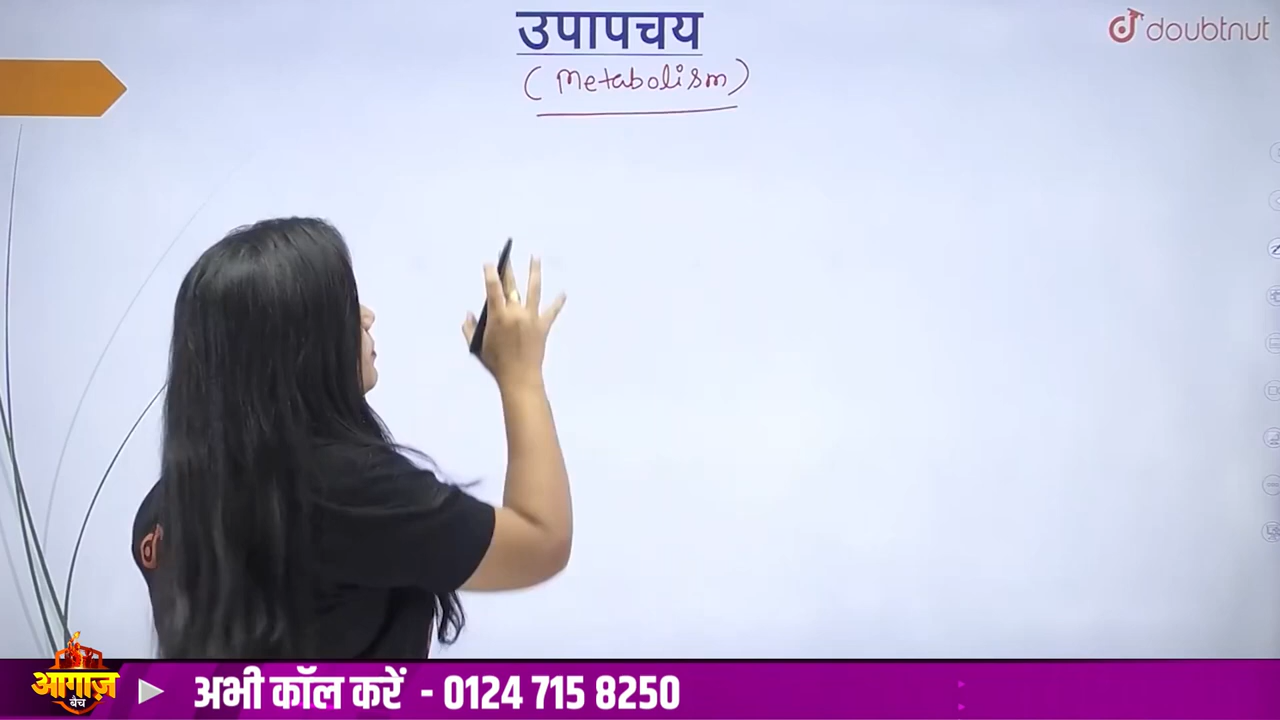 उपापचय
doubtnut
(Metabolism)
आगाज़
बैच
अभी कॉल करें - 0124 715 8250